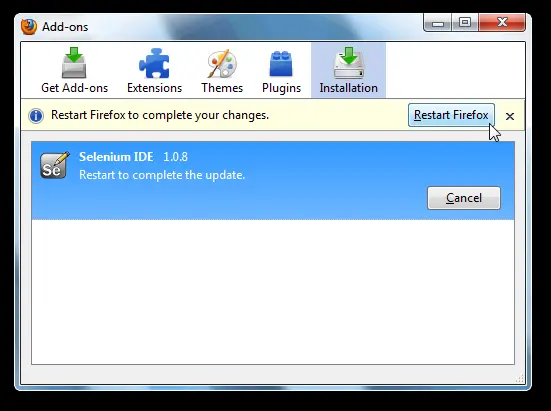 Add-ons
Get Add-ons Extensions Themes Plugins Installation
Restart Firefox to complete your changes. Restart Firefox
Se Selenium IDE 1.0.8
Restart to complete the update.
Cancel